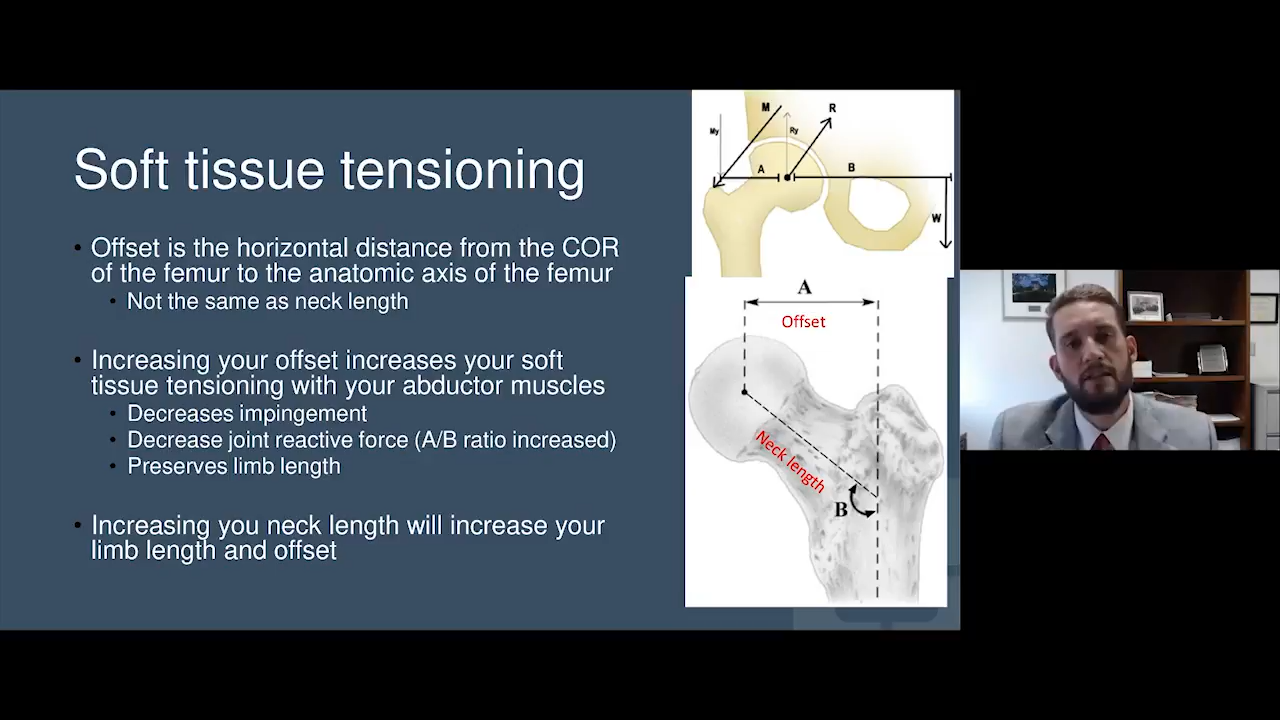 Soft tissue tensioning
• Offset is the horizontal distance from the COR
of the femur to the anatomic axis of the femur
• Not the same as neck length
• Increasing your offset increases your soft
tissue tensioning with your abductor muscles
• Decreases impingement
• Decrease joint reactive force (A/B ratio increased)
• Preserves limb length
• Increasing you neck length will increase your
limb length and offset
M
R
My
Ry
A
B
W
A
Offset
Neck length
B